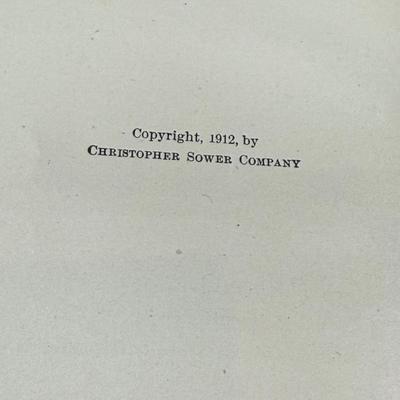 Copyright, 1912, by
CHRISTOPHER SOWER COMPANY